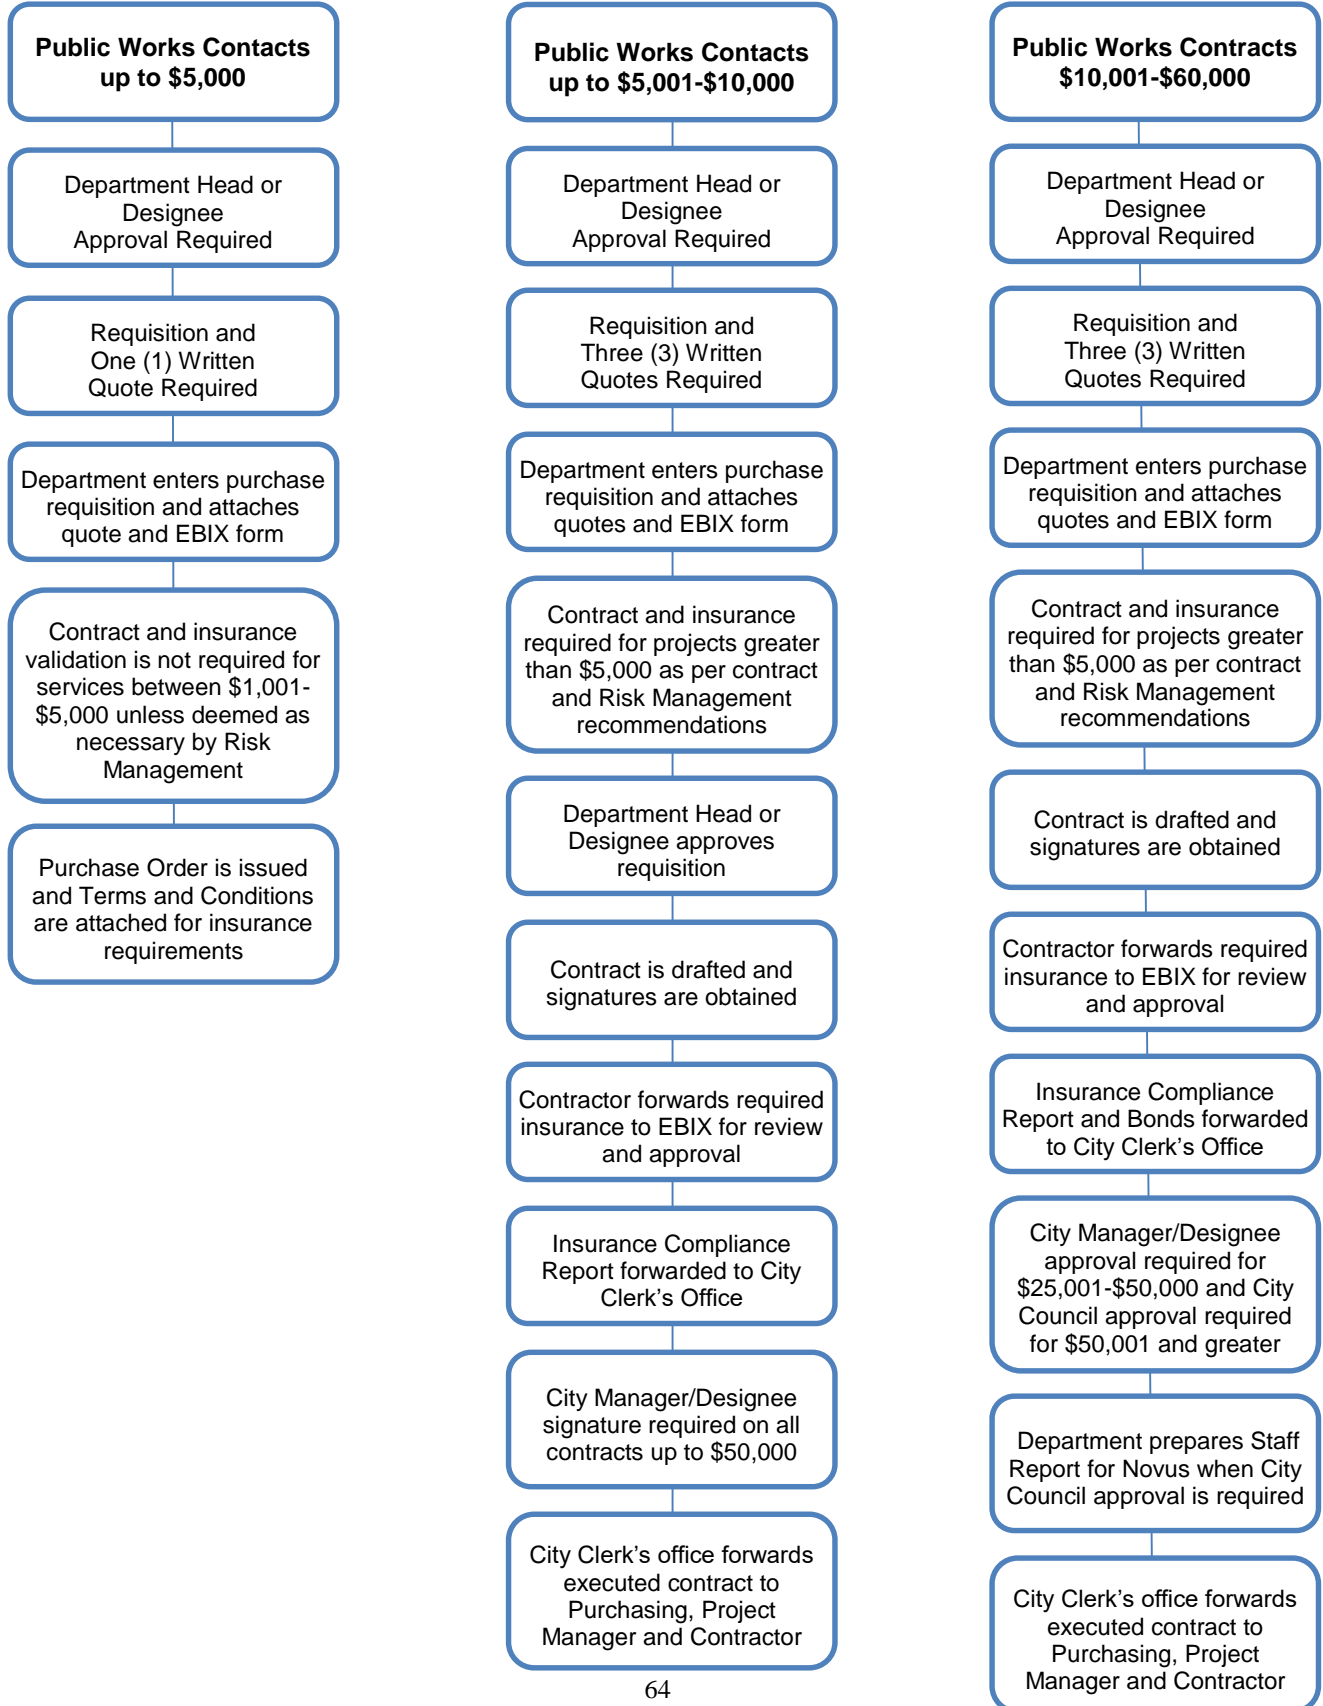 Public Works Contacts
up to $5,000
Department Head or
Designee
Approval Required
Requisition and
One (1) Written
Quote Required
Department enters purchase
requisition and attaches
quote and EBIX form
Contract and insurance
validation is not required for
services between $1,001-
$5,000 unless deemed as
necessary by Risk
Management
Purchase Order is issued
and Terms and Conditions
are attached for insurance
requirements
Public Works Contacts
up to $5,001-$10,000
Department Head or
Designee
Approval Required
Requisition and
Three (3) Written
Quotes Required
Department enters purchase
requisition and attaches
quotes and EBIX form
Contract and insurance
required for projects greater
than $5,000 as per contract
and Risk Management
recommendations
Department Head or
Designee approves
requisition
Contract is drafted and
signatures are obtained
Contractor forwards required
insurance to EBIX for review
and approval
Insurance Compliance
Report forwarded to City
Clerk’s Office
City Manager/Designee
signature required on all
contracts up to $50,000
City Clerk’s office forwards
executed contract to
Purchasing, Project
Manager and Contractor
Public Works Contracts
$10,001-$60,000
Department Head or
Designee
Approval Required
Requisition and
Three (3) Written
Quotes Required
Department enters purchase
requisition and attaches
quotes and EBIX form
Contract and insurance
required for projects greater
than $5,000 as per contract
and Risk Management
recommendations
Contract is drafted and
signatures are obtained
Contractor forwards required
insurance to EBIX for review
and approval
Insurance Compliance
Report and Bonds forwarded
to City Clerk’s Office
City Manager/Designee
approval required for
$25,001-$50,000 and City
Council approval required
for $50,001 and greater
Department prepares Staff
Report for Novus when City
Council approval is required
City Clerk’s office forwards
executed contract to
Purchasing, Project
Manager and Contractor
64